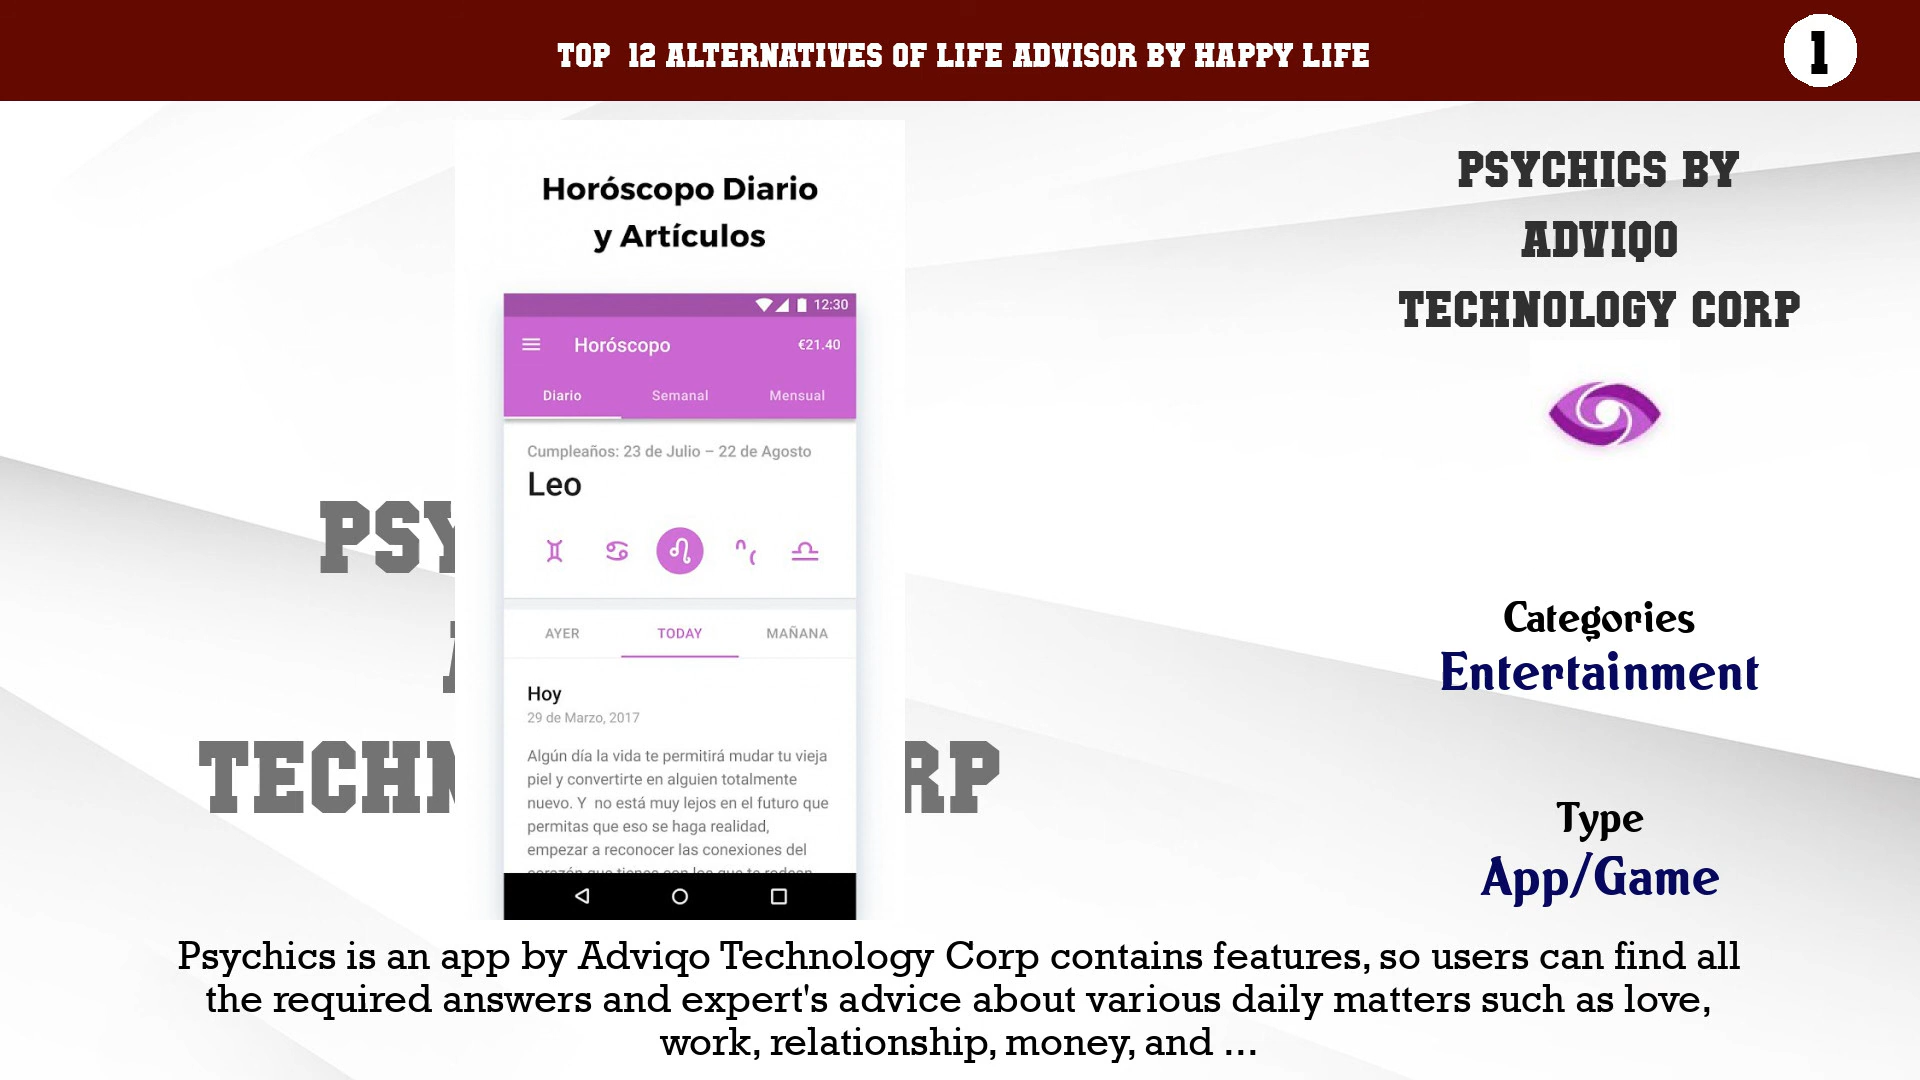 TOP 12 ALTERNATIVES OF LIFE ADVISOR BY HAPPY LIFE
1
Horóscopo Diario
y Artículos
12:30
Horóscopo
€21.40
Diario
Semanal
Mensual
Cumpleaños: 23 de Julio – 22 de Agosto
Leo
AYER
TODAY
MAÑANA
Hoy
29 de Marzo, 2017
Algún día la vida te permitirá mudar tu vieja
piel y convertirte en alguien totalmente
nuevo. Y no está muy lejos en el futuro que
permitas que eso se haga realidad,
empezar a reconocer las conexiones del
PSYCHICS BY
ADVIQO
TECHNOLOGY CORP
Categories
Entertainment
Type
App/Game
Psychics is an app by Adviqo Technology Corp contains features, so users can find all
the required answers and expert's advice about various daily matters such as love,
work, relationship, money, and ...